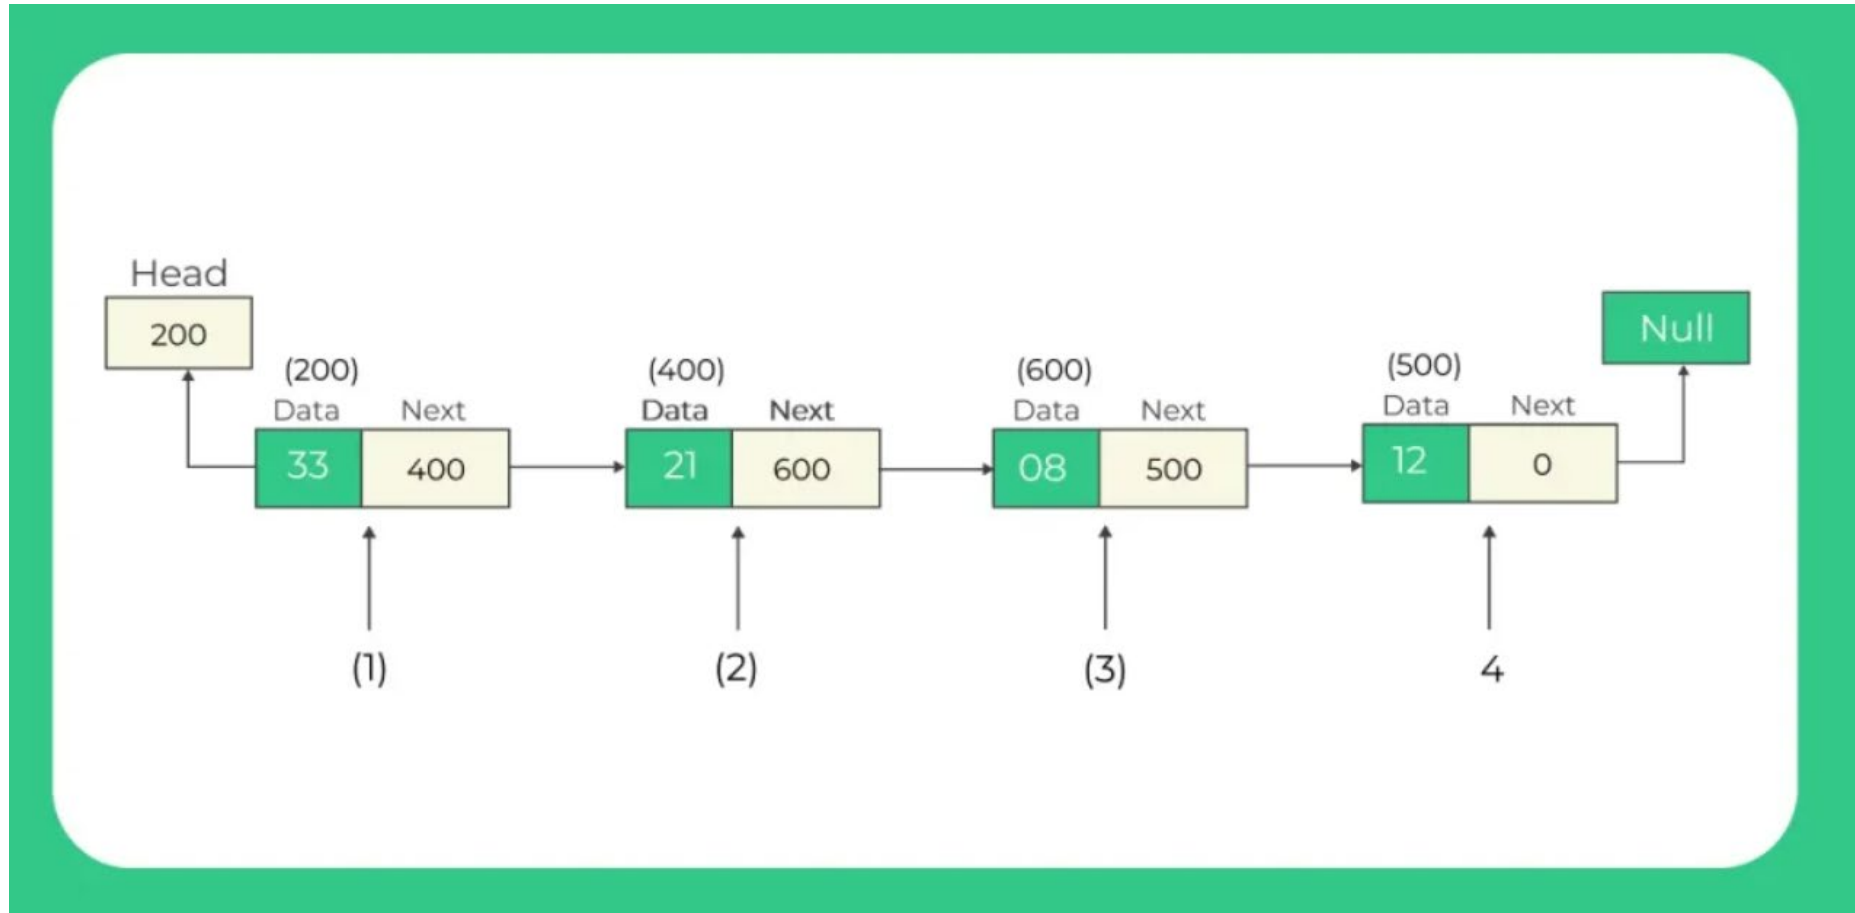 Head
200
(200)
Data Next
33 400
(400)
Data Next
21 600
(600)
Data Next
08 500
(500)
Data Next
12 0
Null
(1)
(2)
(3)
4